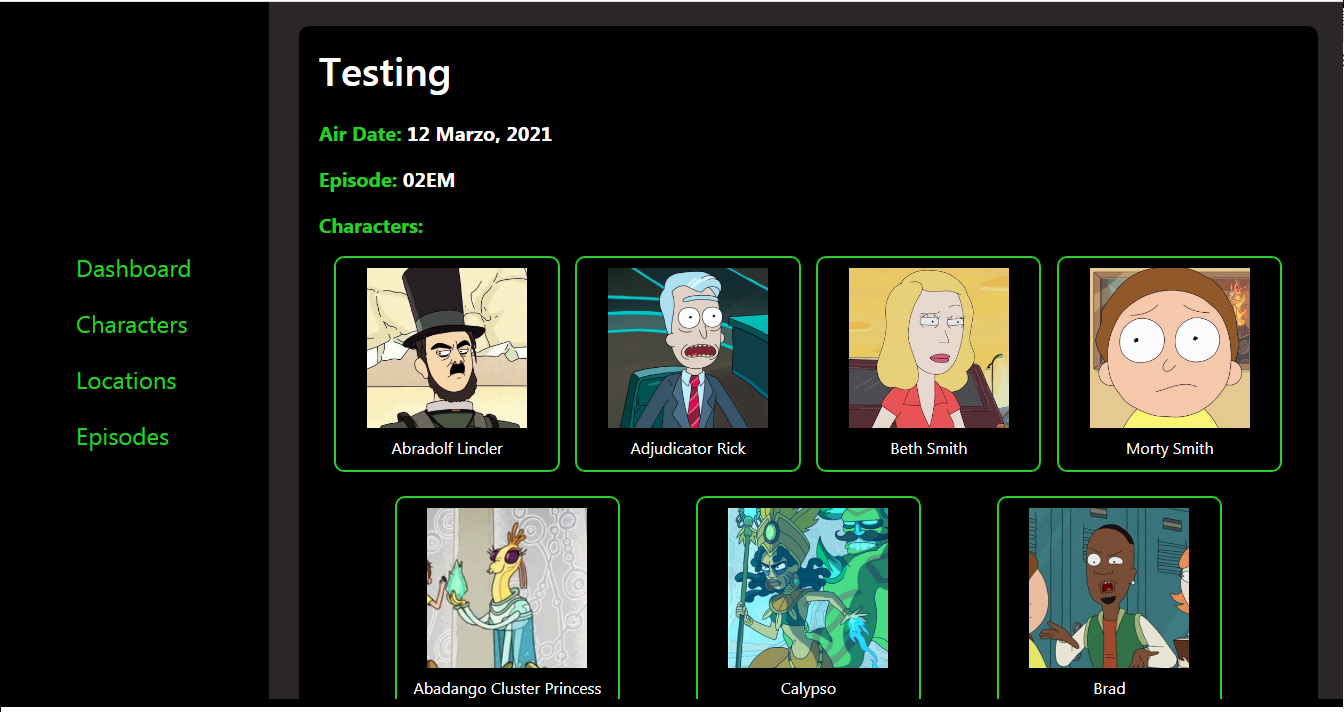 Testing
Air Date: 12 Marzo, 2021
Episode: 02EM
Characters:
Dashboard
Characters
Locations
Episodes
Abradolf Lincler
Adjudicator Rick
Beth Smith
Morty Smith
Abadango Cluster Princess
Calypso
Brad